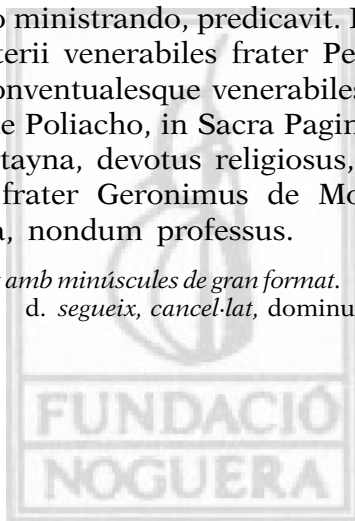 ministrando, predicavit.
terii venerabiles frater Pe
onventualesque venerabiles
e Poliacho, in Sacra Pagin
tayna, devotus religiosus,
frater Geronimus de Mo
a, nondum professus.
amb minúscules de gran format.
d. segueix, cancel·lat, dominu
FUNDACIÓ
NOGUERA